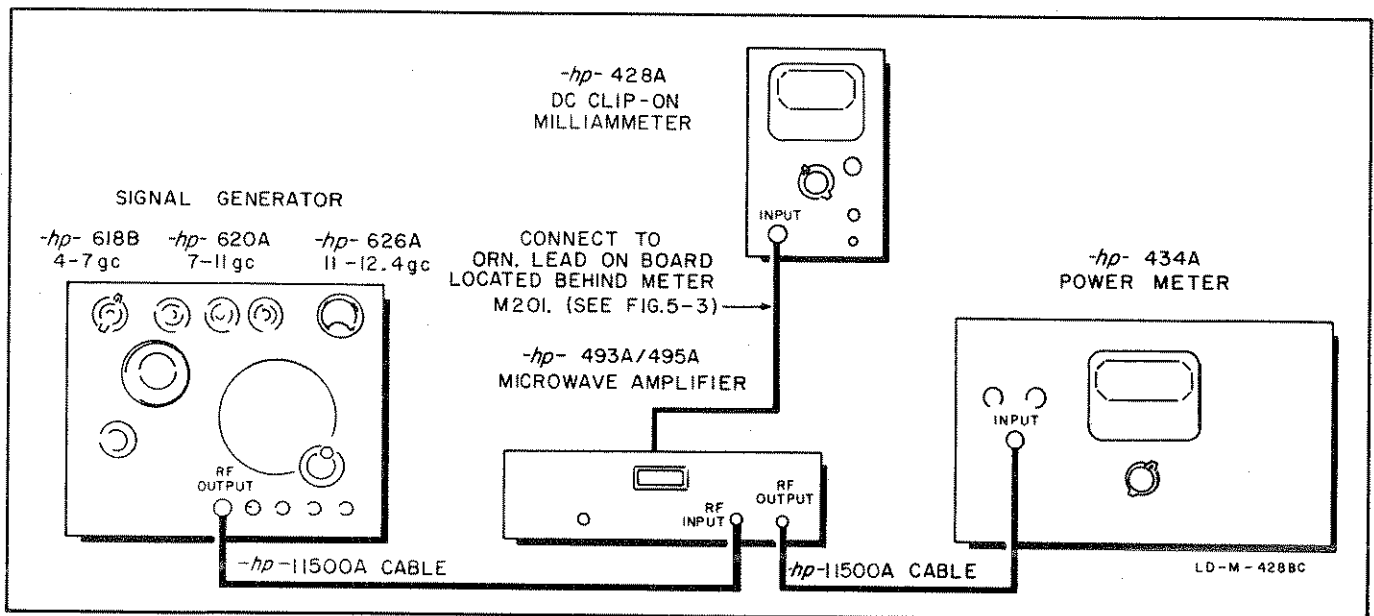 -hp- 428A
DC CLIP-ON
MILLIAMMETER
INPUT
SIGNAL GENERATOR
-hp- 618B
4-7gc
-hp- 620A
7-11gc
-hp- 626A
11-12.4gc
RF
OUTPUT
CONNECT TO
ORN. LEAD ON BOARD
LOCATED BEHIND METER
M201. (SEE FIG.5-3)
-hp- 493A/495A
MICROWAVE AMPLIFIER
RF
INPUT
RF
OUTPUT
-hp- 434A
POWER METER
INPUT
-hp-11500A CABLE
-hp-11500A CABLE
LD-M-428BC